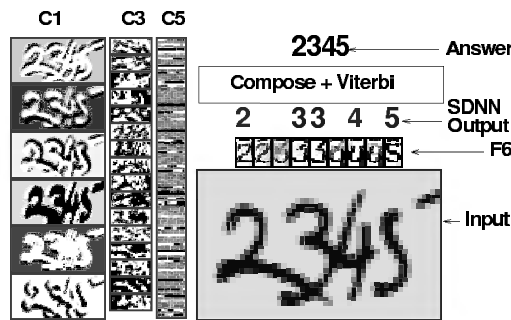 C1 C3 C5
2345 Answer
Compose + Viterbi
2 33 4 5 SDNN Output
F6
2345 Input